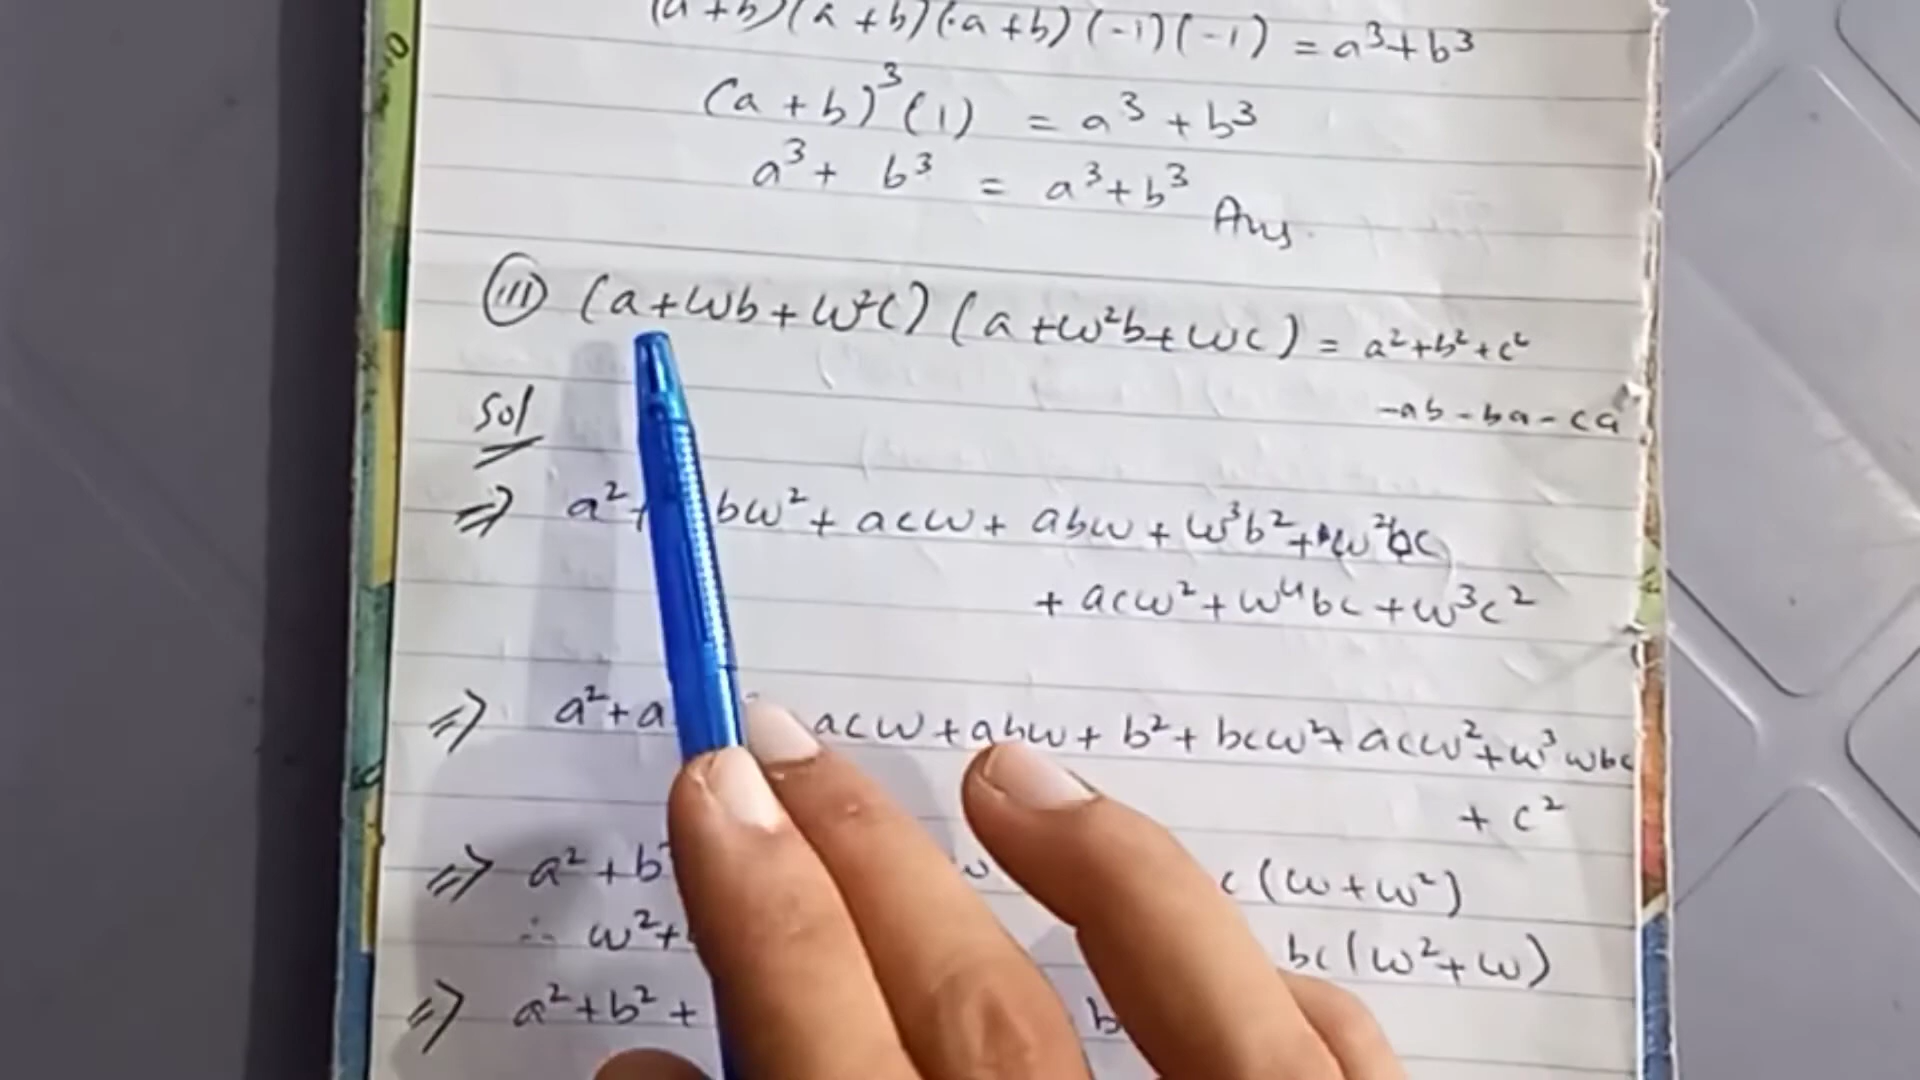 (a+b)(a+b)(·a+b)(-1)(-1) = a³+b³
(a+b)³(1) = a³+b³
a³+ b³ = a³+b³ Ans.
(iii) (a+ωb+ω²c)(a+ω²b+ωc) = a²+b²+c²
-ab-ba-ca
Sol
⇒ a²+ bω²+acω+abω+ω³b²+ω²bc
+acω²+ω⁴bc+ω³c²
⇒ a²+a acω+abω+b²+bcω²+acω²+ω³ωbc
+c²
⇒ a²+b² ω c(ω+ω²)
∴ ω²+ bc(ω²+ω)
⇒ a²+b²+ b